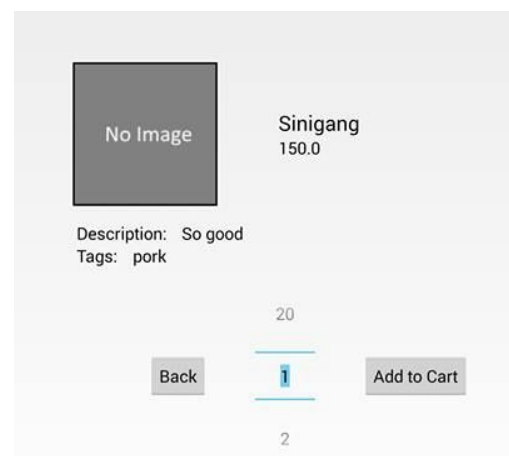 No Image
Sinigang
150.0
Description: So good
Tags: pork
20
Back 1 Add to Cart
2